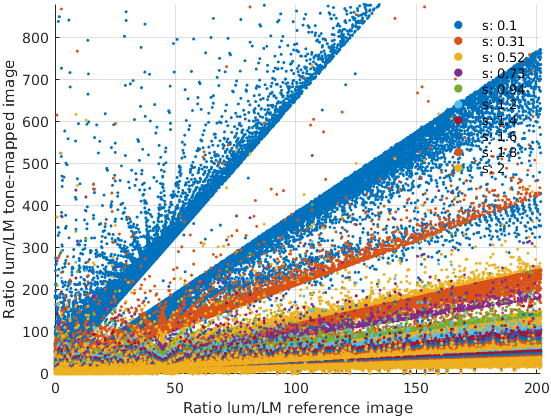 Ratio lum/LM tone-mapped image
800
700
600
500
400
300
200
100
0
0
50
100
150
200
Ratio lum/LM reference image
s: 0.1
s: 0.31
s: 0.52
s: 0.73
s: 0.94
s: 1.2
s: 1.4
s: 1.6
s: 1.8
s: 2